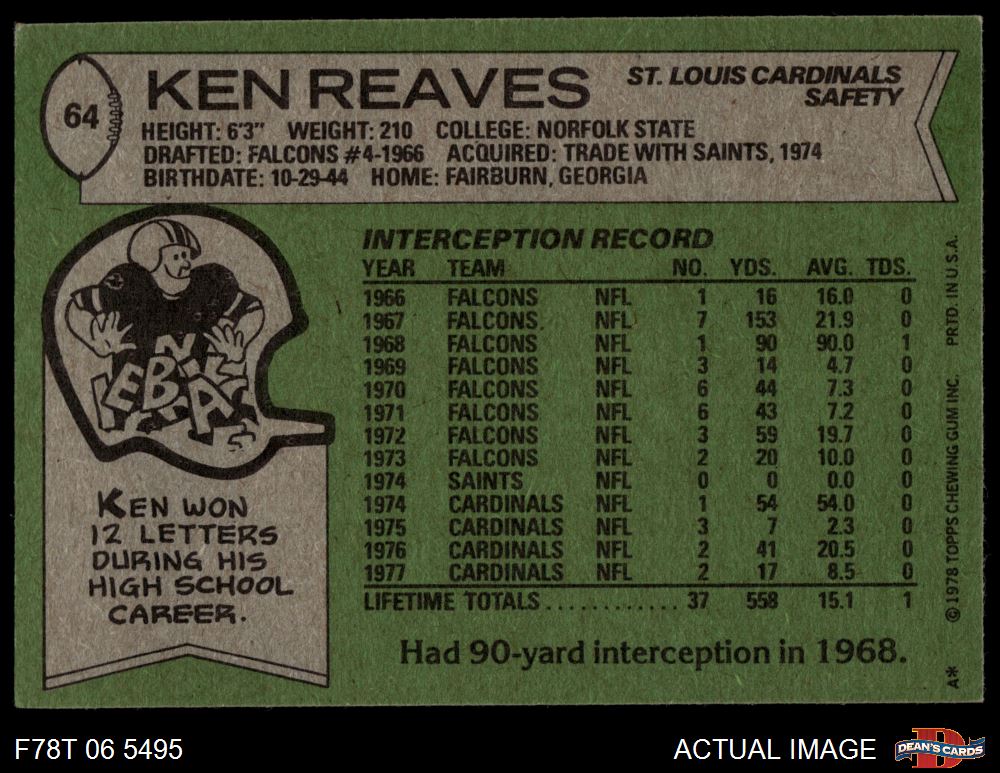 64
KEN REAVES
ST. LOUIS CARDINALS
SAFETY
HEIGHT: 6'3" WEIGHT: 210 COLLEGE: NORFOLK STATE
DRAFTED: FALCONS #4-1966 ACQUIRED: TRADE WITH SAINTS, 1974
BIRTHDATE: 10-29-44 HOME: FAIRBURN, GEORGIA
INTERCEPTION RECORD
YEAR TEAM NO. YDS. AVG. TDS.
1966 FALCONS NFL 1 16 16.0 0
1967 FALCONS. NFL 7 153 21.9 0
1968 FALCONS NFL 1 90 90.0 1
1969 FALCONS NFL 3 14 4.7 0
1970 FALCONS NFL 6 44 7.3 0
1971 FALCONS NFL 6 43 7.2 0
1972 FALCONS NFL 3 59 19.7 0
1973 FALCONS NFL 2 20 10.0 0
1974 SAINTS NFL 0 0 0.0 0
1974 CARDINALS NFL 1 54 54.0 0
1975 CARDINALS NFL 3 7 2.3 0
1976 CARDINALS NFL 2 41 20.5 0
1977 CARDINALS NFL 2 17 8.5 0
LIFETIME TOTALS............ 37 558 15.1 1
Had 90-yard interception in 1968.
KEN WON
12 LETTERS
DURING HIS
HIGH SCHOOL
CAREER.
A* © 1978 TOPPS CHEWING GUM INC. PRTD. IN U.S.A.
F78T 06 5495
ACTUAL IMAGE
DEAN'S CARDS